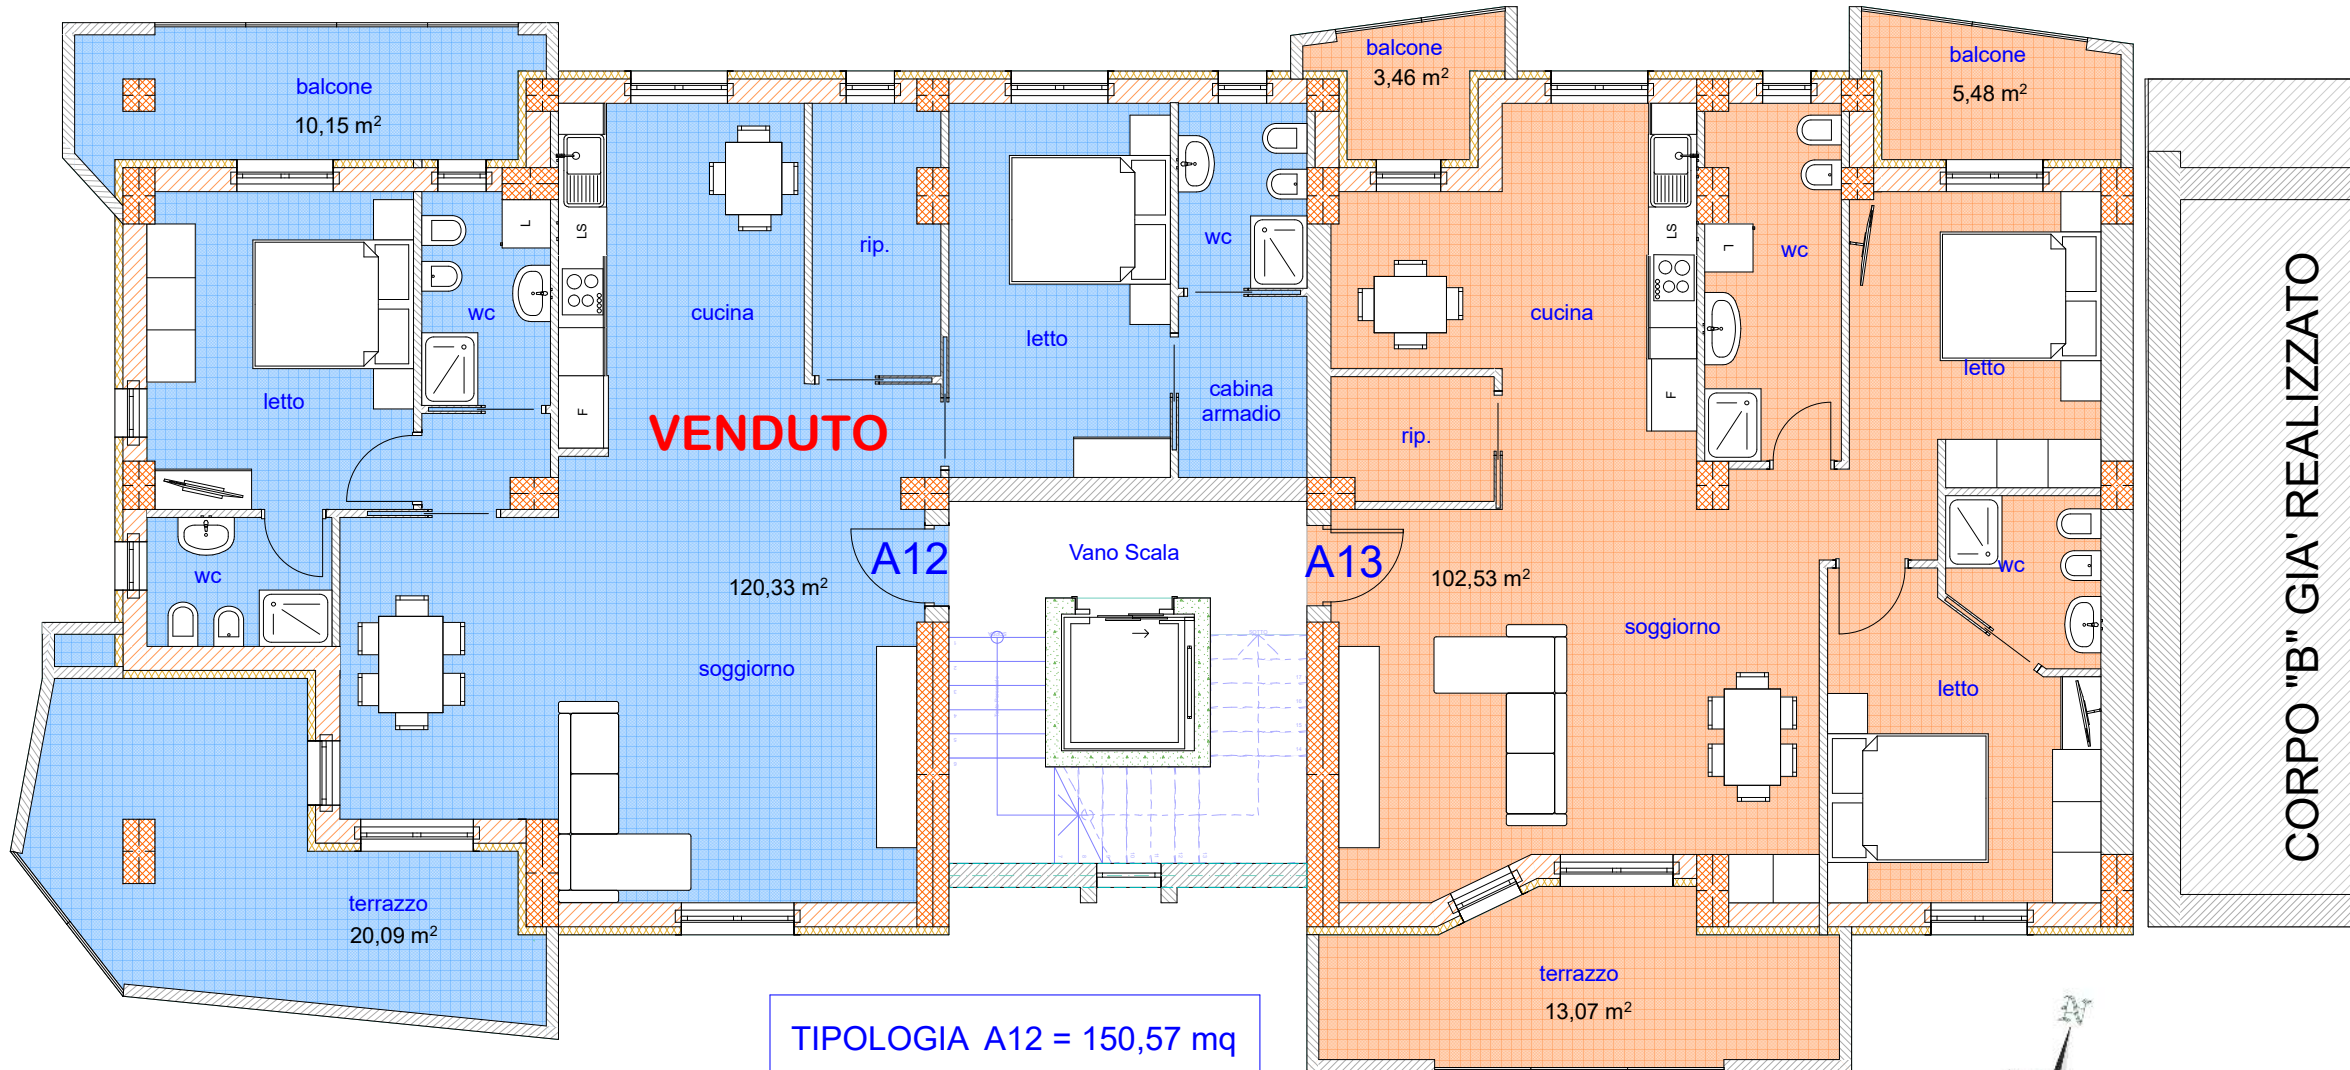 balcone
10,15 m²
balcone
3,46 m²
balcone
5,48 m²
L
LS
F
wc
letto
cucina
rip.
letto
wc
cabina
armadio
VENDUTO
cucina
rip.
LS
F
L
wc
letto
wc
A12
120,33 m²
Vano Scala
A13
102,53 m²
soggiorno
wc
soggiorno
letto
terrazzo
20,09 m²
terrazzo
13,07 m²
TIPOLOGIA A12 = 150,57 mq
CORPO "B" GIA' REALIZZATO
N